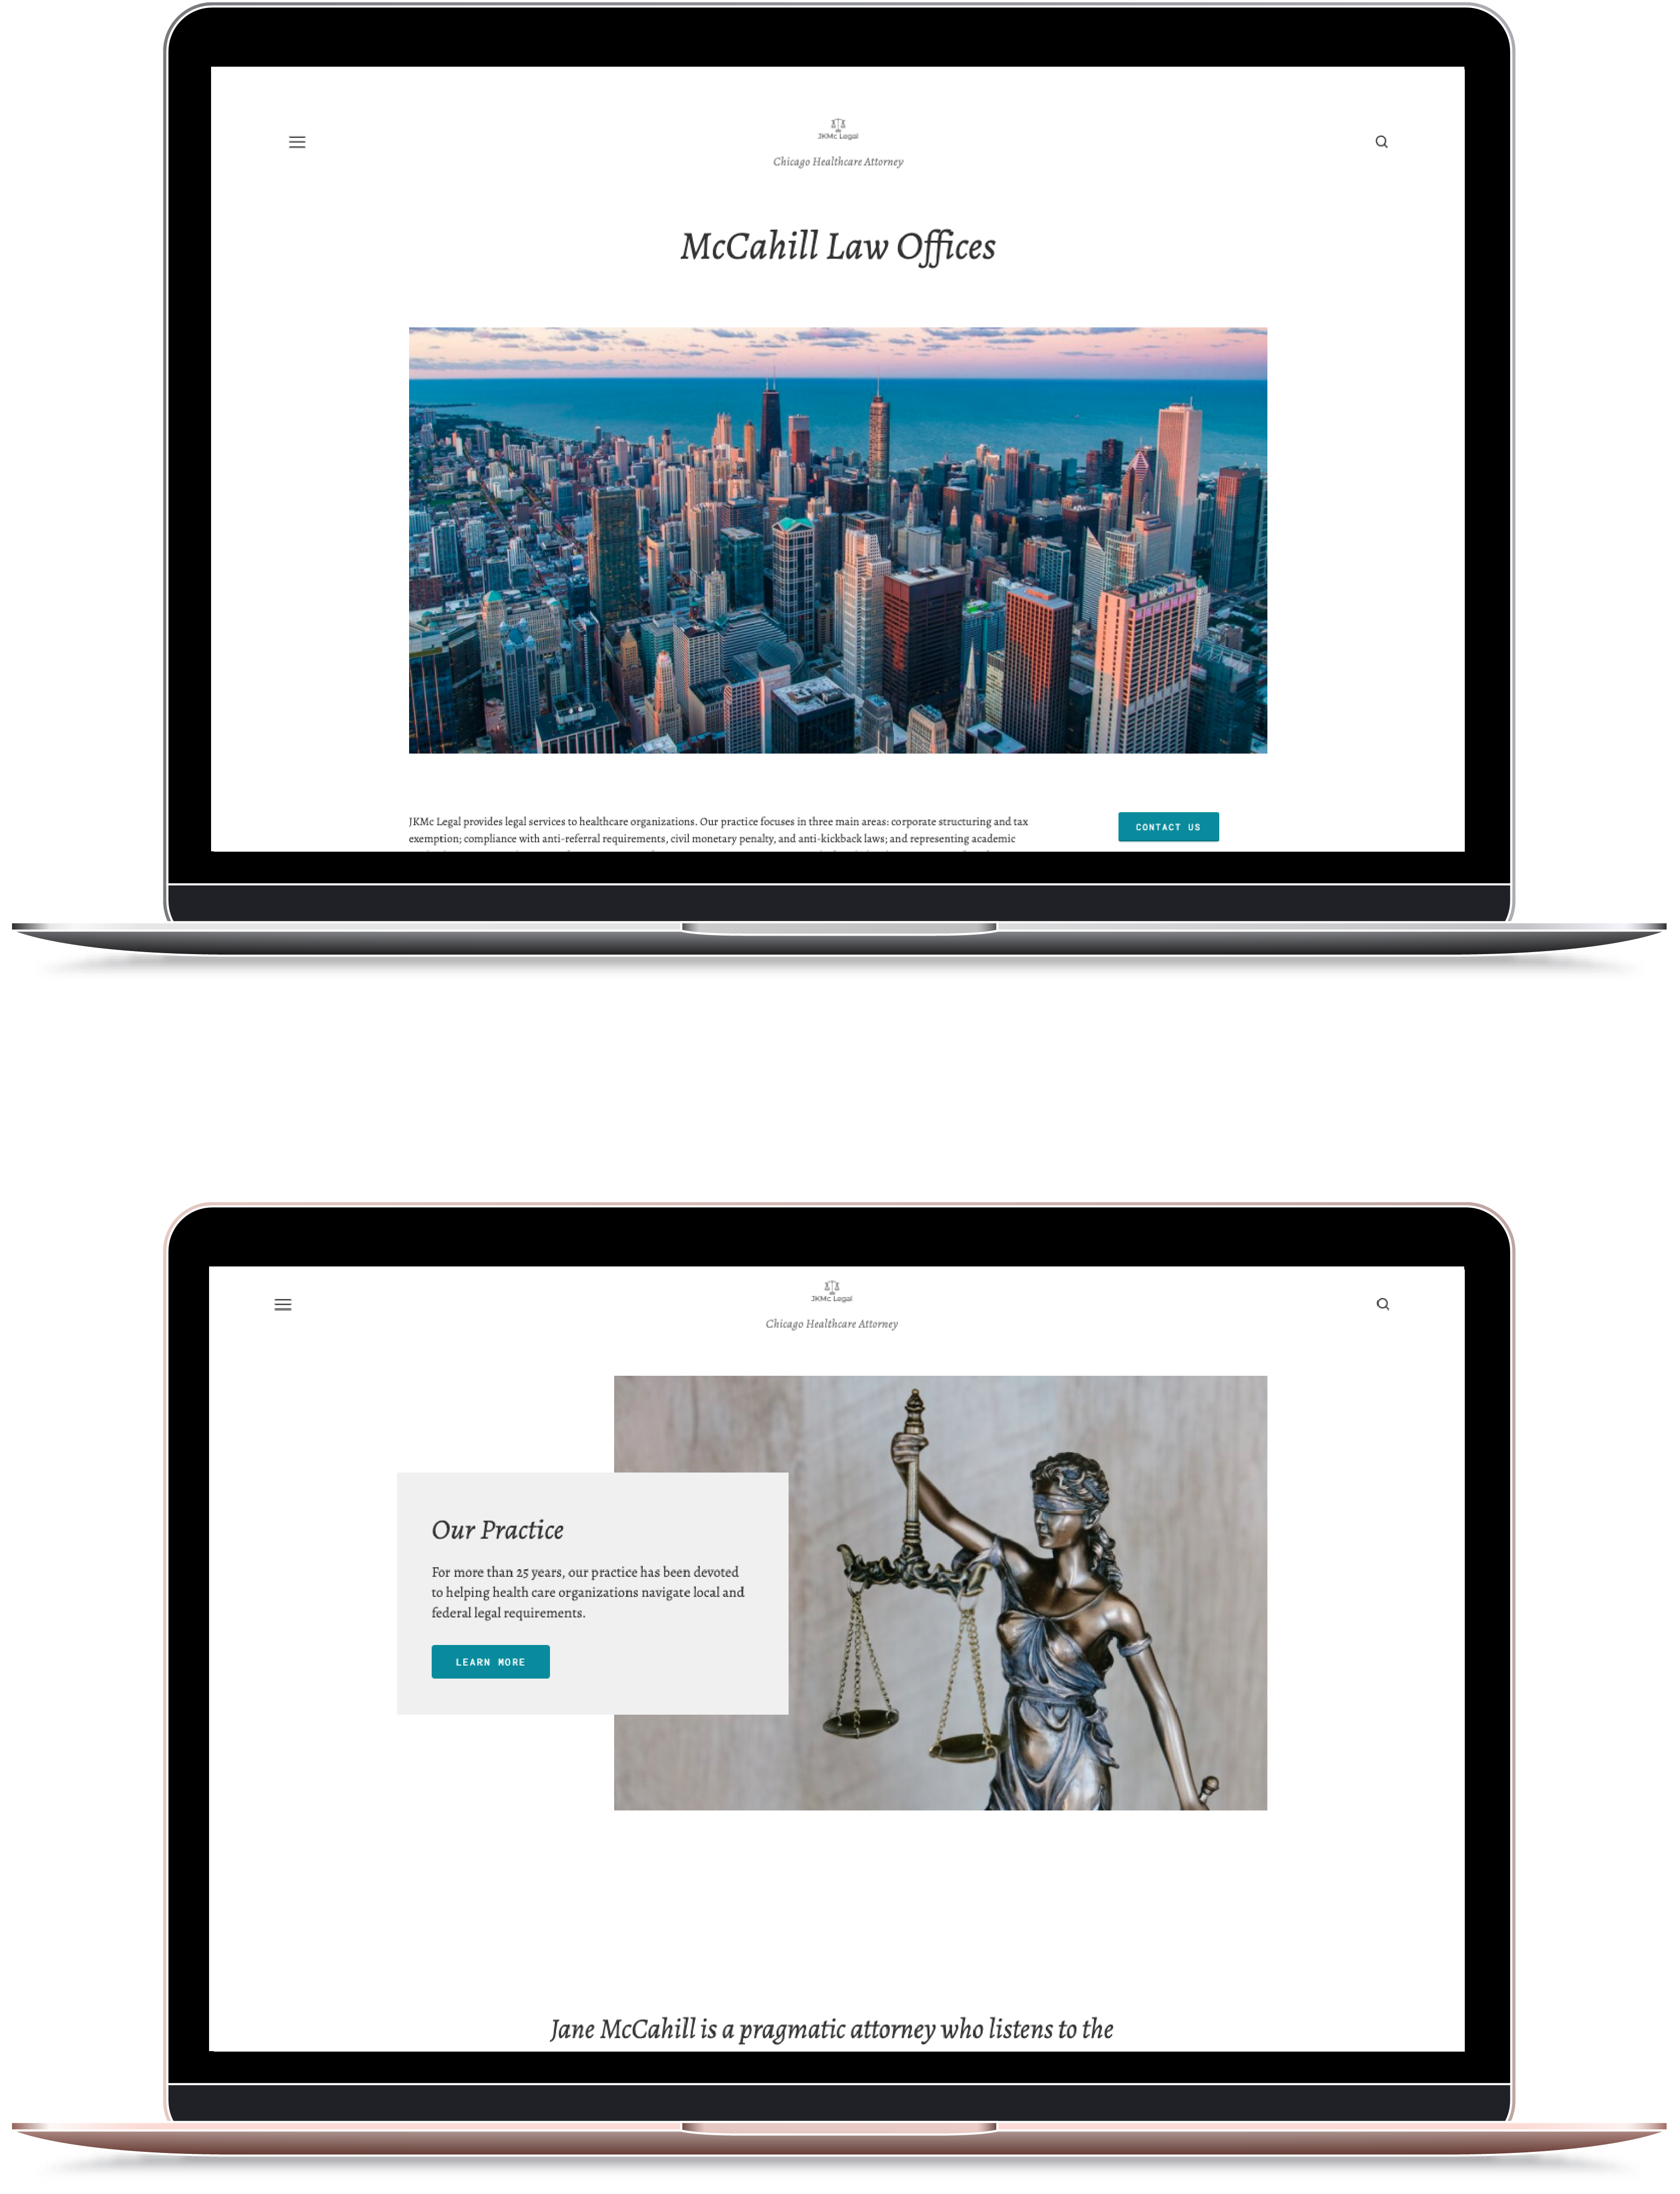 JKMc Legal
Chicago Healthcare Attorney
McCahill Law Offices
JKMc Legal provides legal services to healthcare organizations. Our practice focuses in three main areas: corporate structuring and tax
exemption; compliance with anti-referral requirements, civil monetary penalty, and anti-kickback laws; and representing academic
CONTACT US
JKMc Legal
Chicago Healthcare Attorney
Our Practice
For more than 25 years, our practice has been devoted
to helping health care organizations navigate local and
federal legal requirements.
LEARN MORE
Jane McCahill is a pragmatic attorney who listens to the